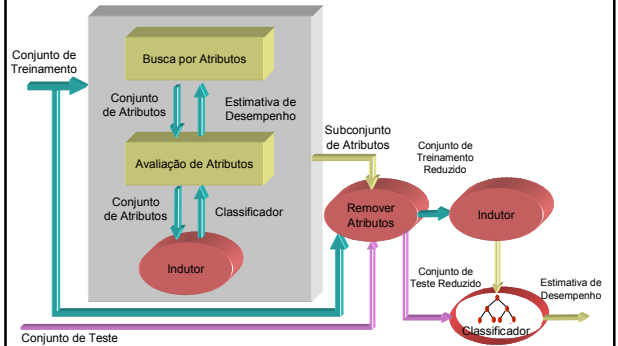 Conjunto de
Treinamento
Busca por Atributos
Conjunto
de Atributos
Estimativa de
Desempenho
Avaliação de Atributos
Conjunto
de Atributos
Classificador
Indutor
Subconjunto
de Atributos
Conjunto de
Treinamento
Reduzido
Remover
Atributos
Indutor
Conjunto de
Teste Reduzido
Estimativa de
Desempenho
Classificador
Conjunto de Teste